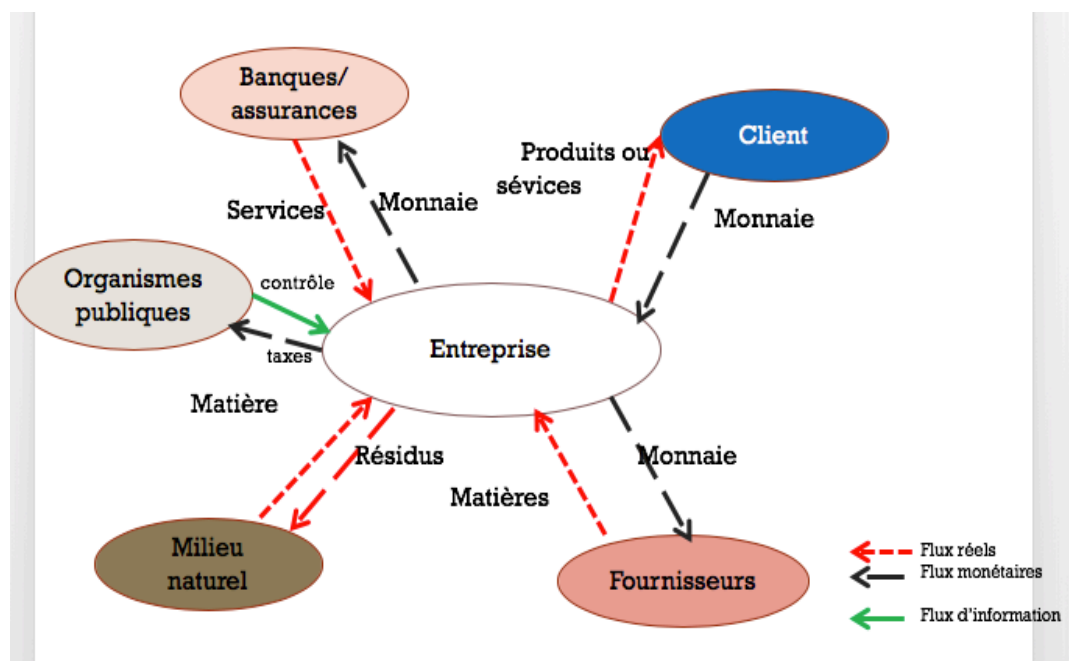 Banques/
assurances
Client
Produits ou
sévices
Services
Monnaie
Monnaie
Organismes
publiques
contrôle
taxes
Entreprise
Matière
Résidus
Monnaie
Matières
Milieu
naturel
Fournisseurs
Flux réels
Flux monétaires
Flux d'information